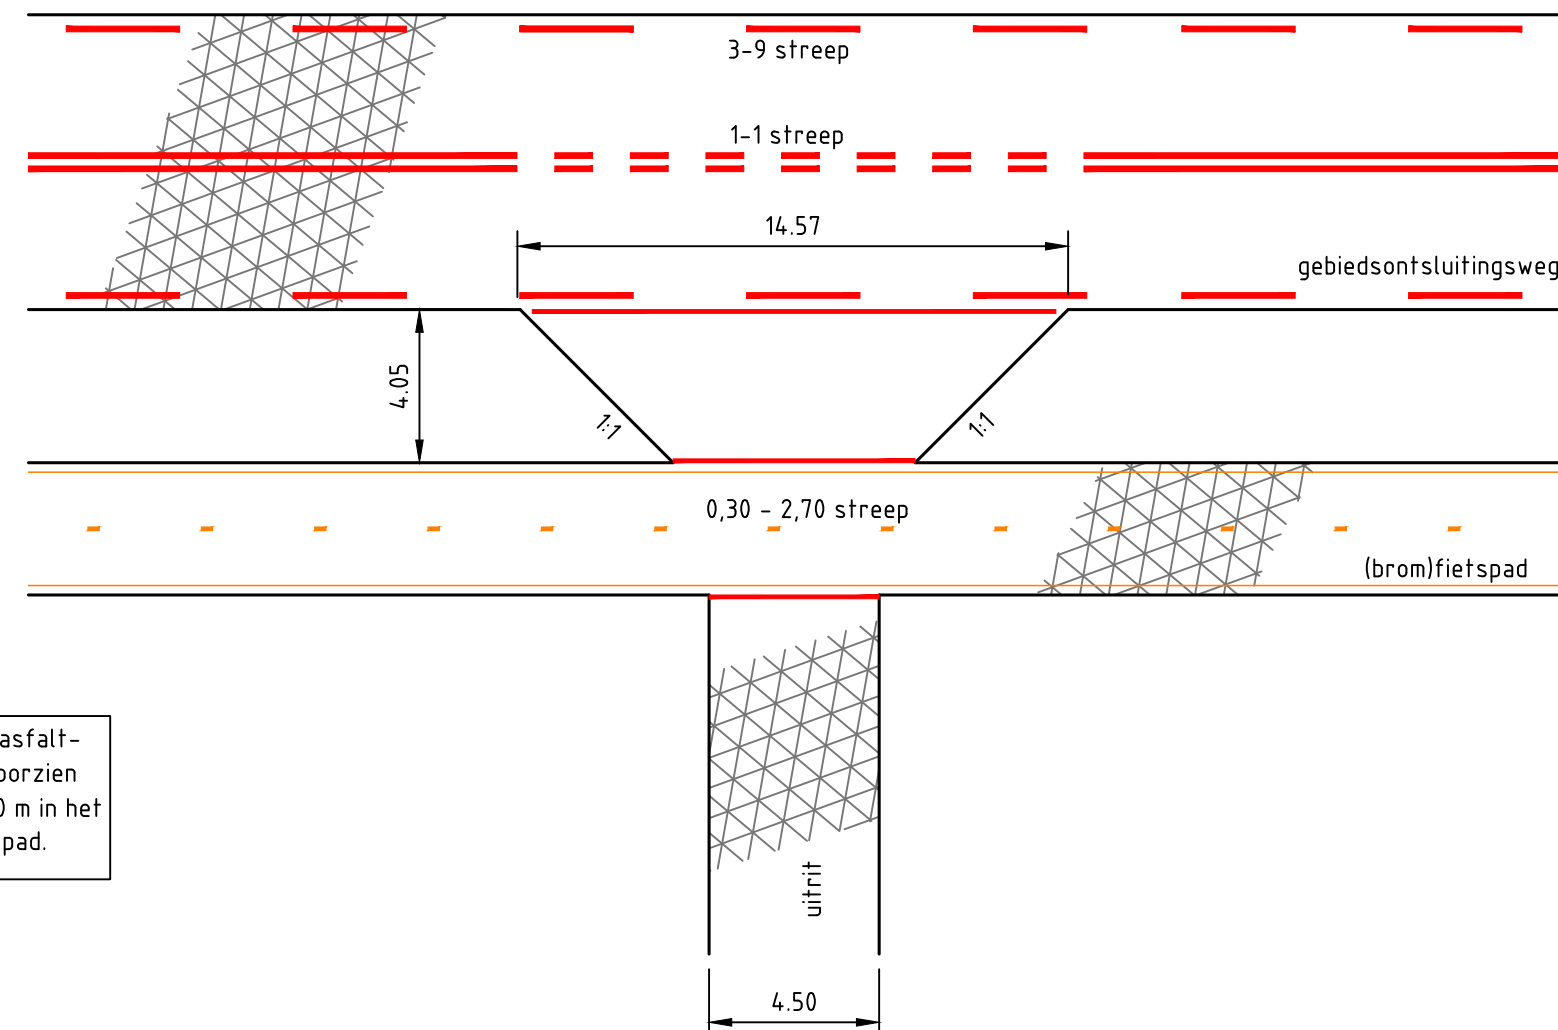 3-9 streep
1-1 streep
14.57
gebiedsontsluitingsweg
4.05
1:1
1:1
0,30 - 2,70 streep
(brom)fietspad
asfalt-
oorzien
0 m in het
pad.
uitrit
4.50